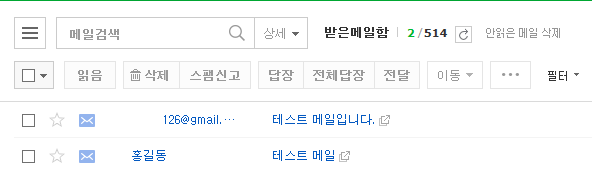 메일검색 상세 받은메일함 2/514 안읽은 메일 삭제
읽음 삭제 스팸신고 답장 전체답장 전달 이동 ••• 필터
126@gmail.··· 테스트 메일입니다.
홍길동 테스트 메일